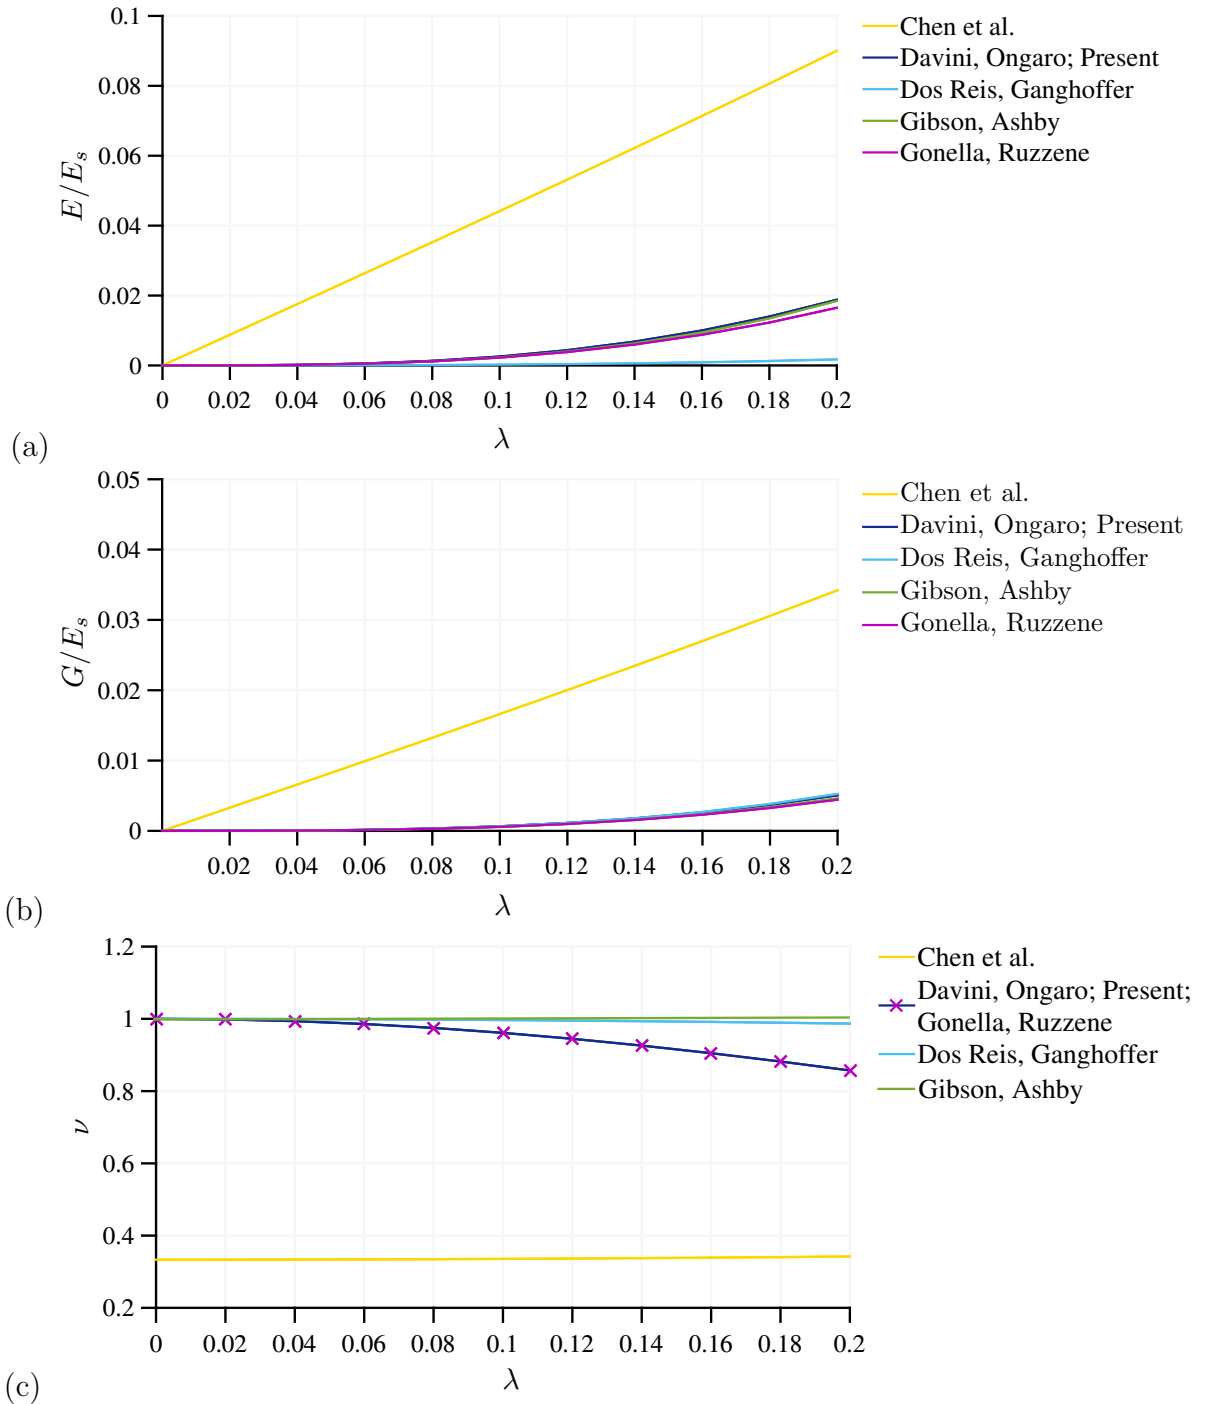 0.1
0.08
0.06
0.04
0.02
0
E/E_s
0 0.02 0.04 0.06 0.08 0.1 0.12 0.14 0.16 0.18 0.2
λ
Chen et al.
Davini, Ongaro; Present
Dos Reis, Ganghoffer
Gibson, Ashby
Gonella, Ruzzene
(a)
0.05
0.04
0.03
0.02
0.01
0
G/E_s
0.02 0.04 0.06 0.08 0.1 0.12 0.14 0.16 0.18 0.2
λ
Chen et al.
Davini, Ongaro; Present
Dos Reis, Ganghoffer
Gibson, Ashby
Gonella, Ruzzene
(b)
1.2
1
0.8
0.6
0.4
0.2
ν
0 0.02 0.04 0.06 0.08 0.1 0.12 0.14 0.16 0.18 0.2
λ
Chen et al.
Davini, Ongaro; Present;
Gonella, Ruzzene
Dos Reis, Ganghoffer
Gibson, Ashby
(c)